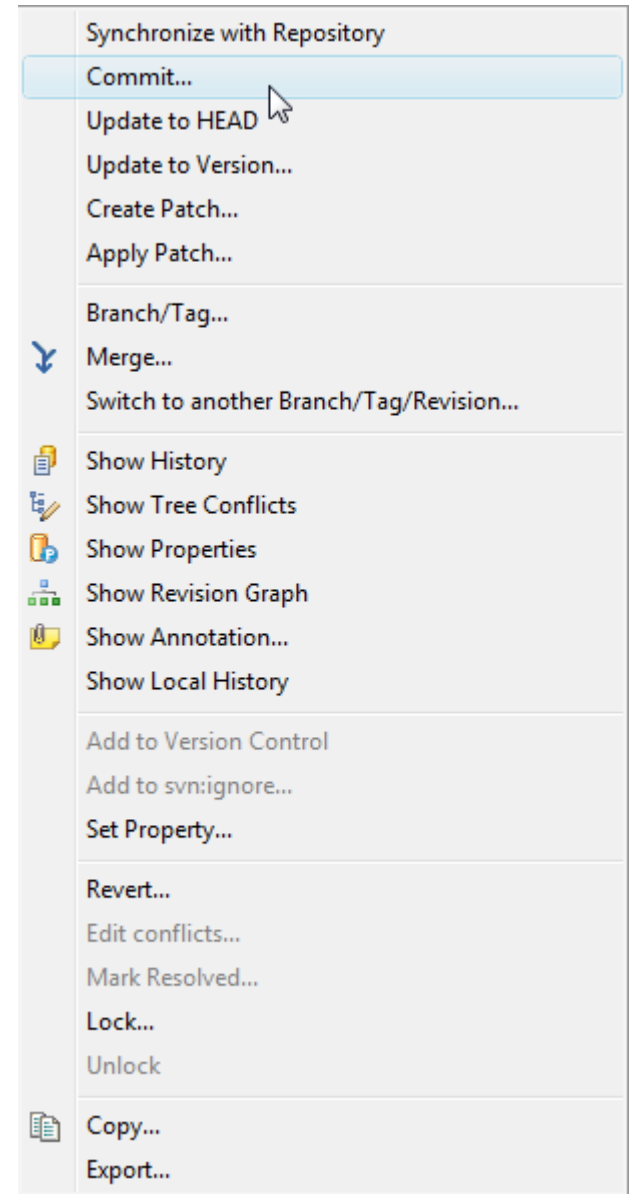 Synchronize with Repository
Commit...
Update to HEAD
Update to Version...
Create Patch...
Apply Patch...
Branch/Tag...
Merge...
Switch to another Branch/Tag/Revision...
Show History
Show Tree Conflicts
Show Properties
Show Revision Graph
Show Annotation...
Show Local History
Add to Version Control
Add to svn:ignore...
Set Property...
Revert...
Edit conflicts...
Mark Resolved...
Lock...
Unlock
Copy...
Export...